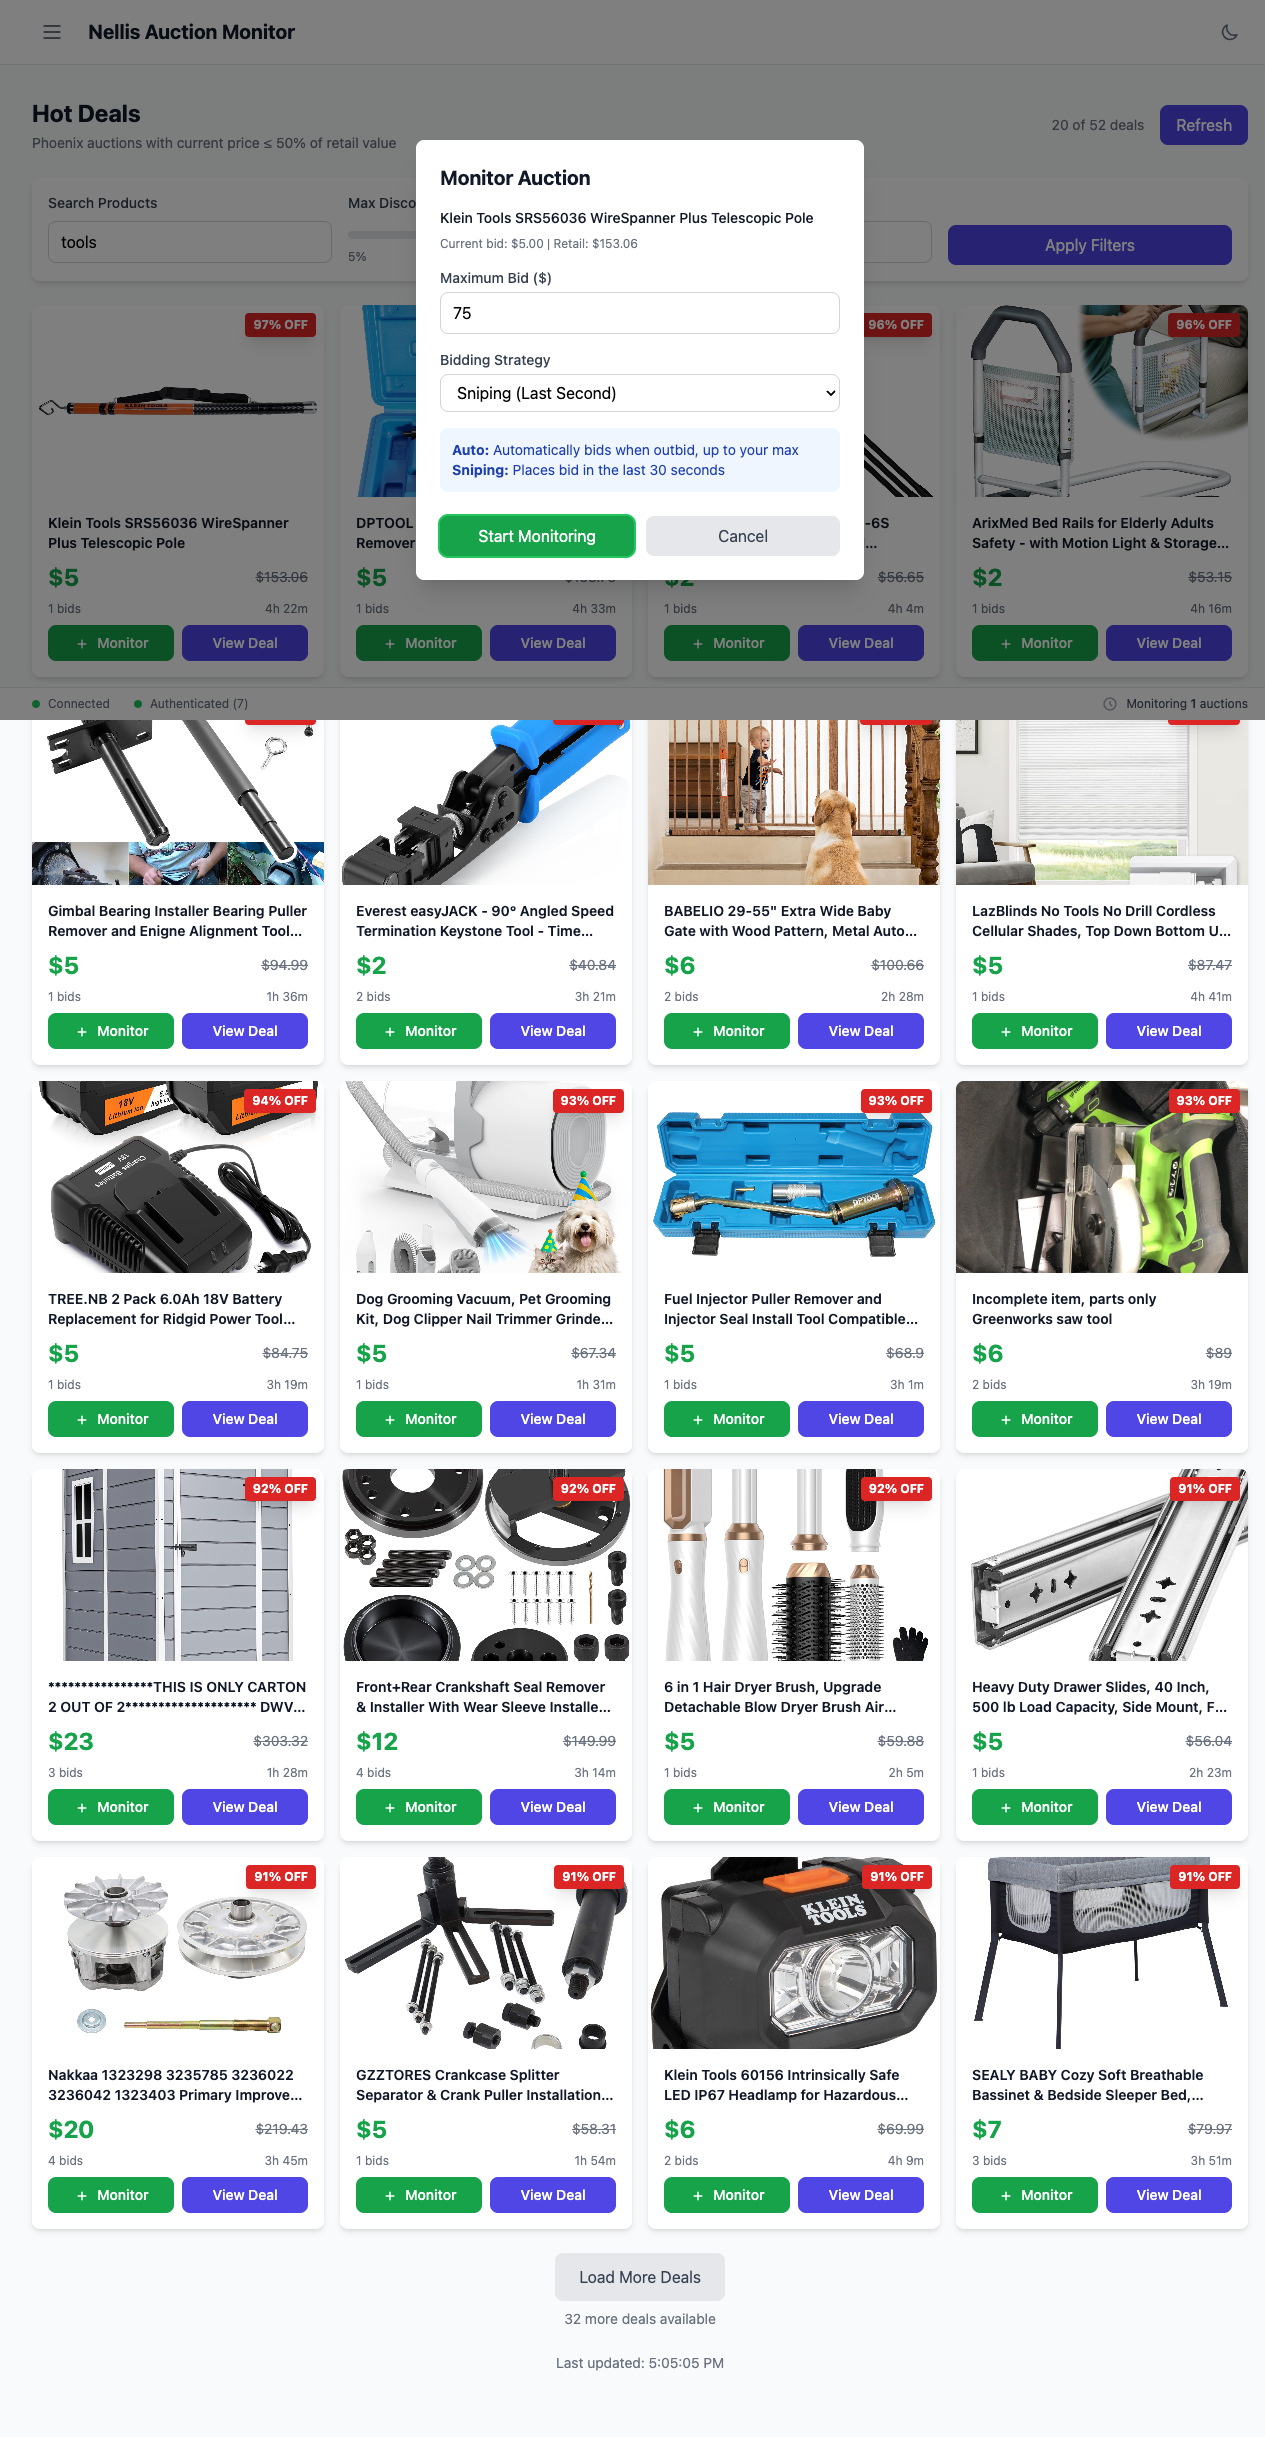 Nellis Auction Monitor
Hot Deals
Phoenix auctions with current price ≤ 50% of retail value
20 of 52 deals
Refresh
Search Products
tools
Max Disco
5%
Apply Filters
Monitor Auction
Klein Tools SRS56036 WireSpanner Plus Telescopic Pole
Current bid: $5.00 | Retail: $153.06
Maximum Bid ($)
75
Bidding Strategy
Sniping (Last Second)
Auto: Automatically bids when outbid, up to your max
Sniping: Places bid in the last 30 seconds
Start Monitoring
Cancel
97% OFF
KLEIN TOOLS
Klein Tools SRS56036 WireSpanner
Plus Telescopic Pole
$5
$153.06
1 bids
4h 22m
+ Monitor
View Deal
DPTOOL
Remover
$5
1 bids
4h 33m
+ Monitor
View Deal
96% OFF
-6S
...
$2
$56.65
1 bids
4h 4m
+ Monitor
View Deal
96% OFF
ArixMed Bed Rails for Elderly Adults
Safety - with Motion Light & Storage...
$2
$53.15
1 bids
4h 16m
+ Monitor
View Deal
Connected
Authenticated (7)
Monitoring 1 auctions
Gimbal Bearing Installer Bearing Puller
Remover and Enigne Alignment Tool...
$5
$94.99
1 bids
1h 36m
+ Monitor
View Deal
Everest easyJACK - 90° Angled Speed
Termination Keystone Tool - Time...
$2
$40.84
2 bids
3h 21m
+ Monitor
View Deal
BABELIO 29-55" Extra Wide Baby
Gate with Wood Pattern, Metal Auto...
$6
$100.66
2 bids
2h 28m
+ Monitor
View Deal
LazBlinds No Tools No Drill Cordless
Cellular Shades, Top Down Bottom U...
$5
$87.47
1 bids
4h 41m
+ Monitor
View Deal
94% OFF
18V
Lithium Ion
TREE.NB 2 Pack 6.0Ah 18V Battery
Replacement for Ridgid Power Tool...
$5
$84.75
1 bids
3h 19m
+ Monitor
View Deal
93% OFF
Dog Grooming Vacuum, Pet Grooming
Kit, Dog Clipper Nail Trimmer Grinde...
$5
$67.34
1 bids
1h 31m
+ Monitor
View Deal
93% OFF
DPTOOL
Fuel Injector Puller Remover and
Injector Seal Install Tool Compatible...
$5
$68.9
1 bids
3h 1m
+ Monitor
View Deal
93% OFF
Incomplete item, parts only
Greenworks saw tool
$6
$89
2 bids
3h 19m
+ Monitor
View Deal
92% OFF
****************THIS IS ONLY CARTON
2 OUT OF 2******************** DWV...
$23
$303.32
3 bids
1h 28m
+ Monitor
View Deal
92% OFF
Front+Rear Crankshaft Seal Remover
& Installer With Wear Sleeve Installe...
$12
$149.99
4 bids
3h 14m
+ Monitor
View Deal
92% OFF
6 in 1 Hair Dryer Brush, Upgrade
Detachable Blow Dryer Brush Air...
$5
$59.88
1 bids
2h 5m
+ Monitor
View Deal
91% OFF
Heavy Duty Drawer Slides, 40 Inch,
500 lb Load Capacity, Side Mount, F...
$5
$56.04
1 bids
2h 23m
+ Monitor
View Deal
91% OFF
Nakkaa 1323298 3235785 3236022
3236042 1323403 Primary Improve...
$20
$219.43
4 bids
3h 45m
+ Monitor
View Deal
91% OFF
GZZTORES Crankcase Splitter
Separator & Crank Puller Installation...
$5
$58.31
1 bids
1h 54m
+ Monitor
View Deal
91% OFF
KLEIN
TOOLS
Klein Tools 60156 Intrinsically Safe
LED IP67 Headlamp for Hazardous...
$6
$69.99
2 bids
4h 9m
+ Monitor
View Deal
91% OFF
SEALY BABY Cozy Soft Breathable
Bassinet & Bedside Sleeper Bed,...
$7
$79.97
3 bids
3h 51m
+ Monitor
View Deal
Load More Deals
32 more deals available
Last updated: 5:05:05 PM